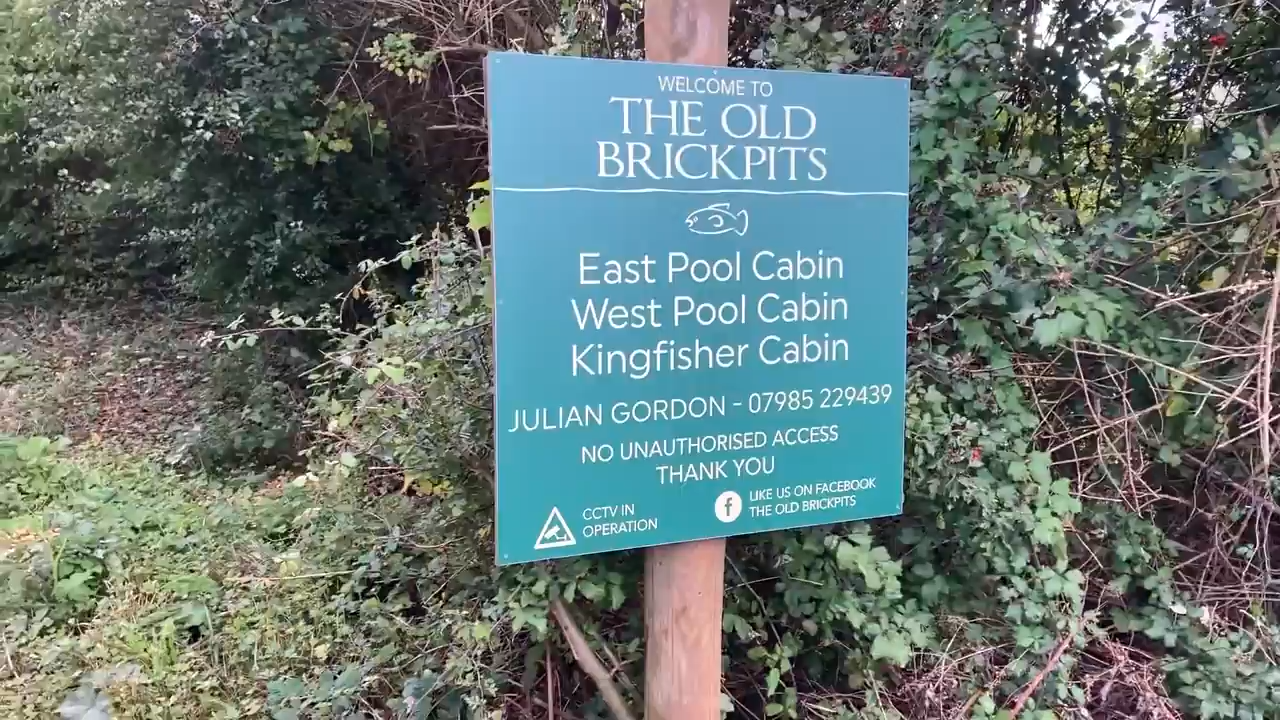 WELCOME TO
THE OLD
BRICKPITS
East Pool Cabin
West Pool Cabin
Kingfisher Cabin
JULIAN GORDON - 07985 229439
NO UNAUTHORISED ACCESS
THANK YOU
CCTV IN
OPERATION
f
LIKE US ON FACEBOOK
THE OLD BRICKPITS